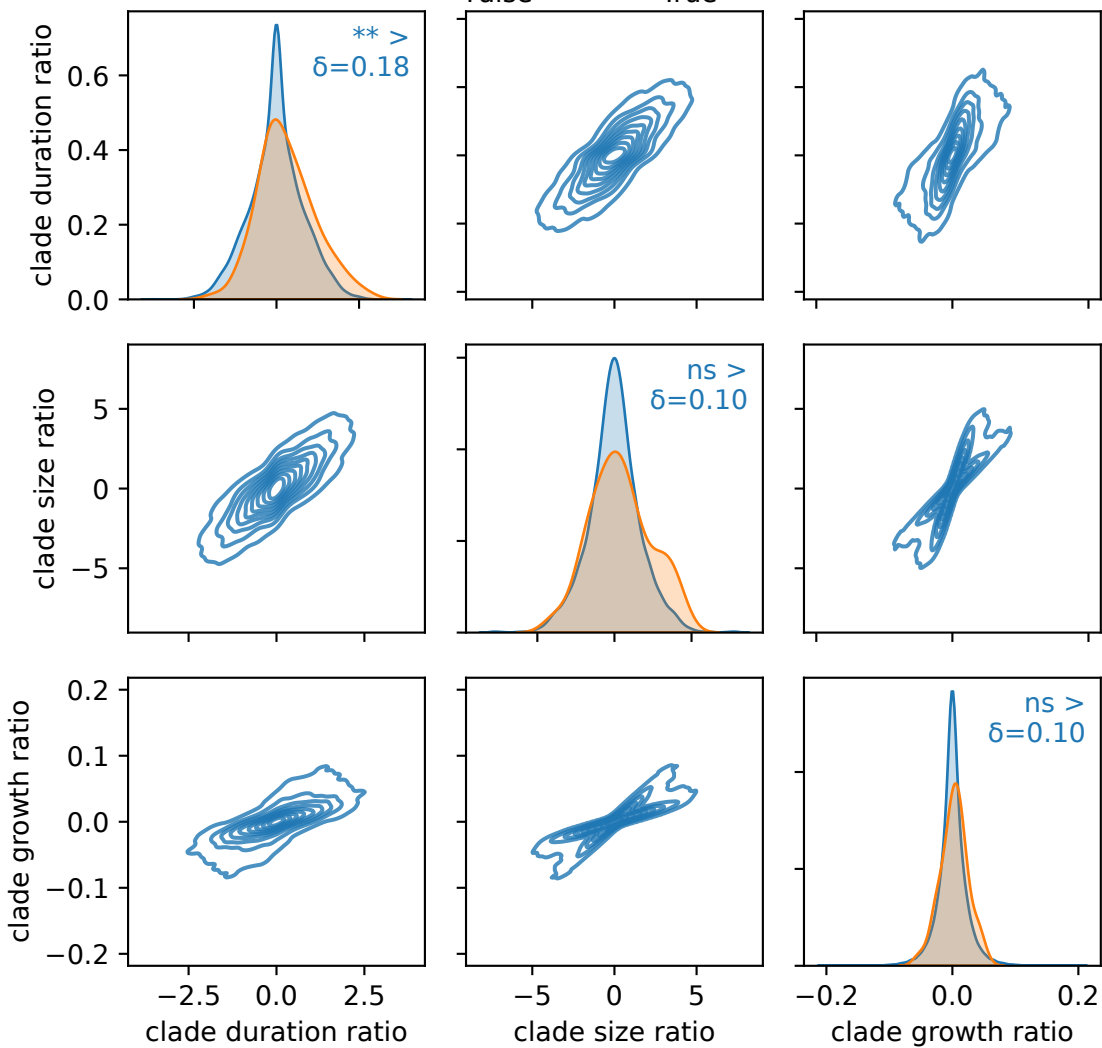 clade duration ratio
0.6
0.4
0.2
0.0
** >
δ=0.18
clade size ratio
5
0
−5
ns >
δ=0.10
clade growth ratio
0.2
0.1
0.0
−0.1
−0.2
ns >
δ=0.10
−2.5 0.0 2.5
−5 0 5
−0.2 0.0 0.2
clade duration ratio
clade size ratio
clade growth ratio